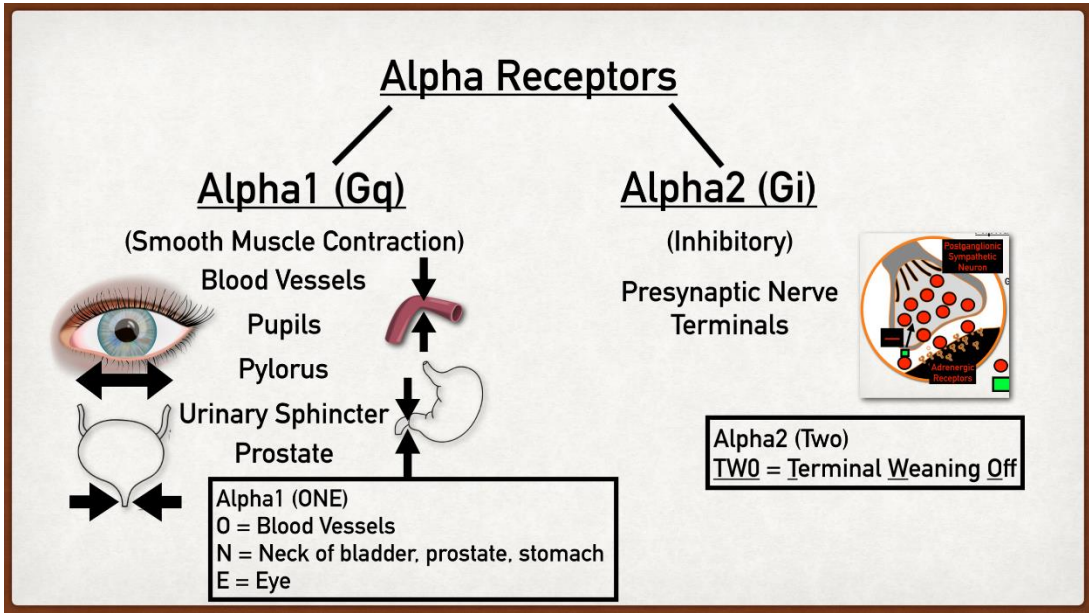 Alpha Receptors
Alpha1 (Gq)
(Smooth Muscle Contraction)
Blood Vessels
Pupils
Pylorus
Urinary Sphincter
Prostate
Alpha1 (ONE)
O = Blood Vessels
N = Neck of bladder, prostate, stomach
E = Eye
Alpha2 (Gi)
(Inhibitory)
Presynaptic Nerve
Terminals
Postganglionic
Sympathetic
Neuron
Adrenergic
Receptors
Alpha2 (Two)
TWO = Terminal Weaning Off